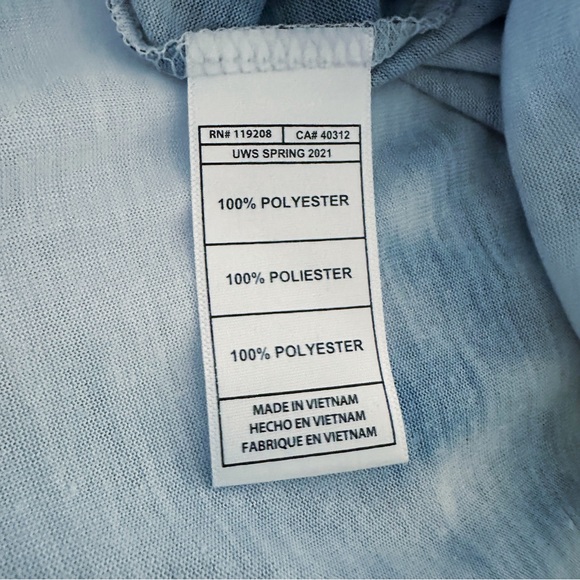 RN# 119208 CA# 40312
UWS SPRING 2021
100% POLYESTER
100% POLIESTER
100% POLYESTER
MADE IN VIETNAM
HECHO EN VIETNAM
FABRIQUE EN VIETNAM